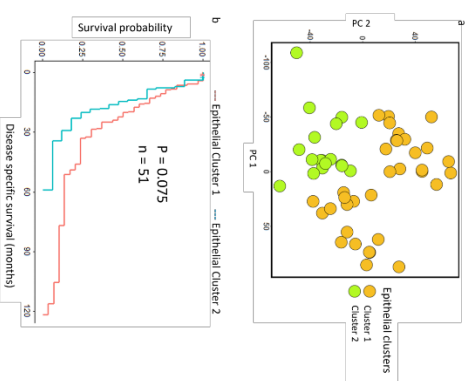 a
PC 2
-40
0
40
-100
-50
0
50
PC 1
Epithelial clusters
Cluster 1
Cluster 2
b
Epithelial Cluster 1
Epithelial Cluster 2
Survival probability
1.00
0.75
0.50
0.25
0.00
P = 0.075
n = 51
0
30
60
90
120
Disease specific survival (months)